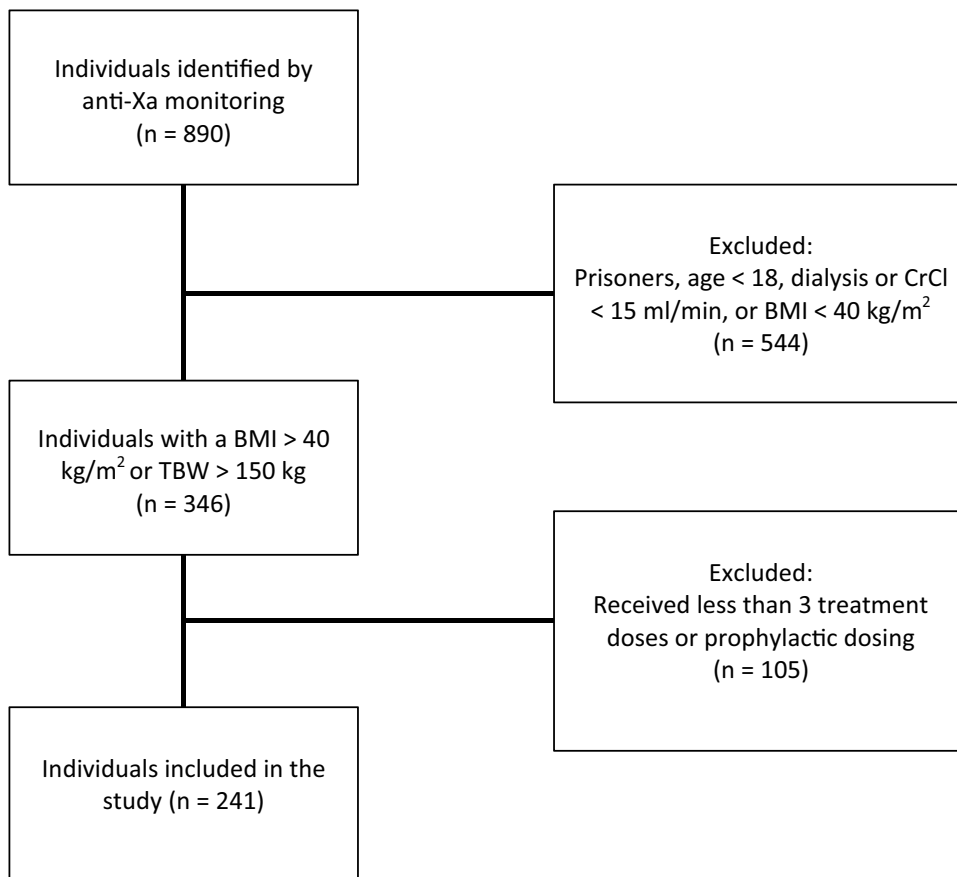 Individuals identified by
anti-Xa monitoring
(n = 890)
Excluded:
Prisoners, age < 18, dialysis or CrCl
< 15 ml/min, or BMI < 40 kg/m²
(n = 544)
Individuals with a BMI > 40
kg/m² or TBW > 150 kg
(n = 346)
Excluded:
Received less than 3 treatment
doses or prophylactic dosing
(n = 105)
Individuals included in the
study (n = 241)